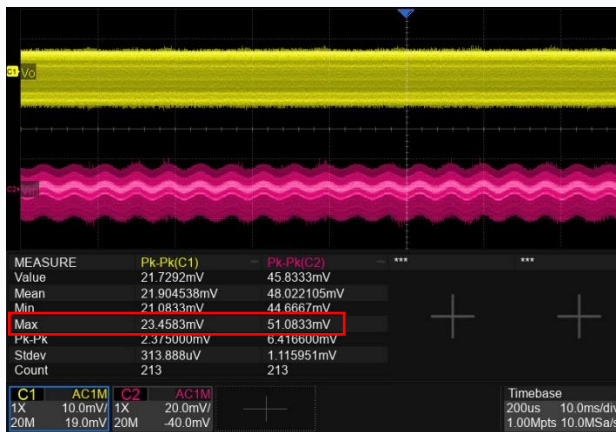 C1 Vo
C2 Vin
MEASURE Pk-Pk(C1) Pk-Pk(C2) *** ***
Value 21.7292mV 45.8333mV
Mean 21.904538mV 48.022105mV
Min 21.0833mV 44.6667mV
Max 23.4583mV 51.0833mV
Pk-Pk 2.375000mV 6.416600mV
Stdev 313.888uV 1.115951mV
Count 213 213
C1 AC1M C2 AC1M Timebase
1X 10.0mV/ 1X 20.0mV/ 200us 10.0ms/div
20M 19.0mV 20M -40.0mV 1.00Mpts 10.0MSa/s